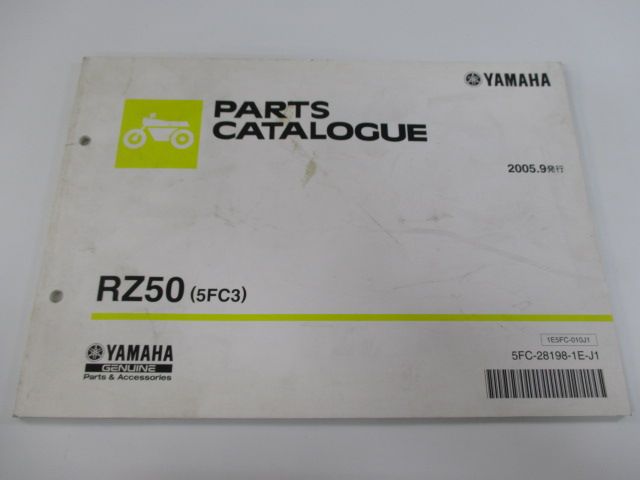 YAMAHA
PARTS
CATALOGUE
2005.9発行
RZ50 (5FC3)
1E5FC-010J1
YAMAHA
GENUINE
Parts & Accessories
5FC-28198-1E-J1